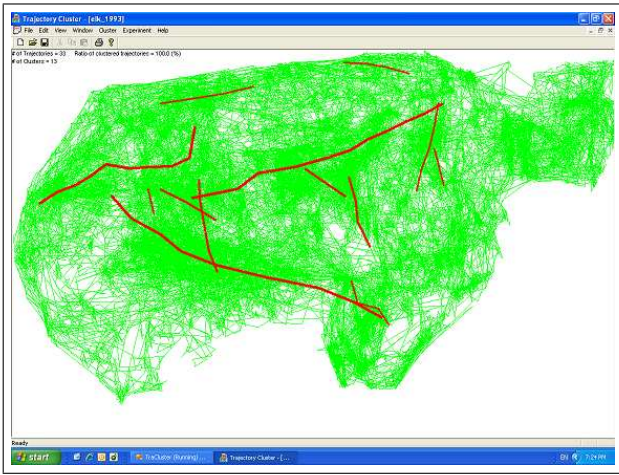 Trajectory Cluster - [elk_1993]
File Edit View Window Cluster Experiment Help
# of Trajectories = 33 Ratio of clustered trajectories = 100.0 (%)
# of Clusters = 13
Ready
start TraCluster (Running)... Trajectory Cluster - [... EN 7:24 PM